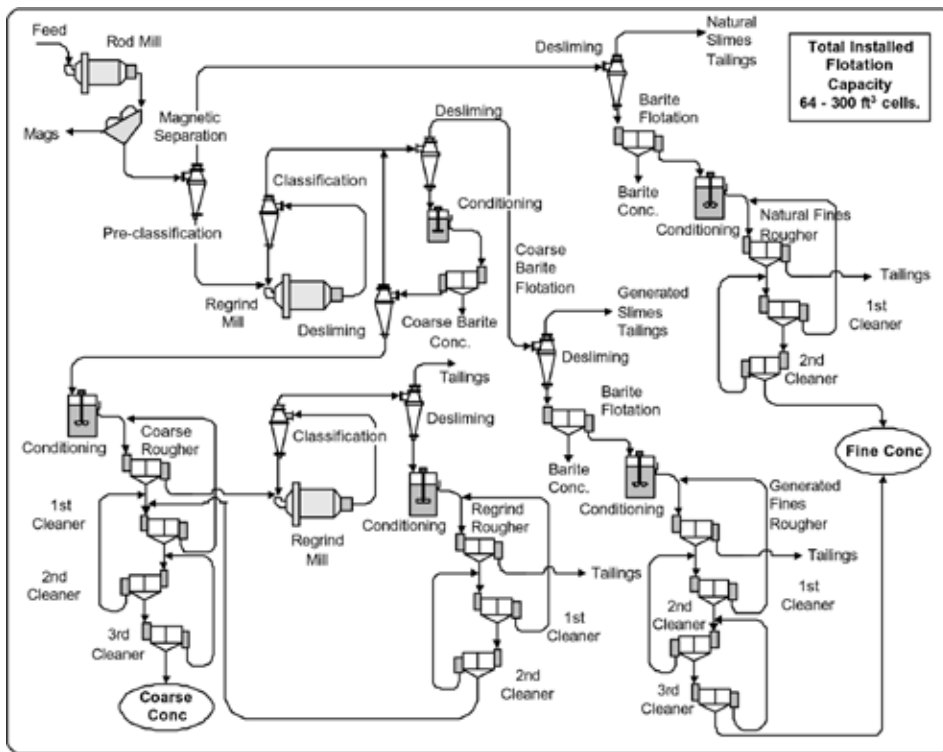 Feed
Rod Mill
Mags
Magnetic
Separation
Pre-classification
Classification
Regrind
Mill
Desliming
Desliming
Conditioning
Coarse
Barite
Flotation
Coarse Barite
Conc.
Desliming
Natural
Slimes
Tailings
Total Installed
Flotation
Capacity
64 - 300 ft³ cells.
Barite
Flotation
Barite
Conc.
Conditioning
Natural Fines
Rougher
Tailings
1st
Cleaner
2nd
Cleaner
Fine Conc
Generated
Slimes
Tailings
Desliming
Barite
Flotation
Barite
Conc.
Conditioning
Generated
Fines
Rougher
Tailings
1st
Cleaner
2nd
Cleaner
3rd
Cleaner
Conditioning
Coarse
Rougher
1st
Cleaner
2nd
Cleaner
3rd
Cleaner
Coarse
Conc
Classification
Regrind
Mill
Tailings
Desliming
Conditioning
Regrind
Rougher
Tailings
1st
Cleaner
2nd
Cleaner